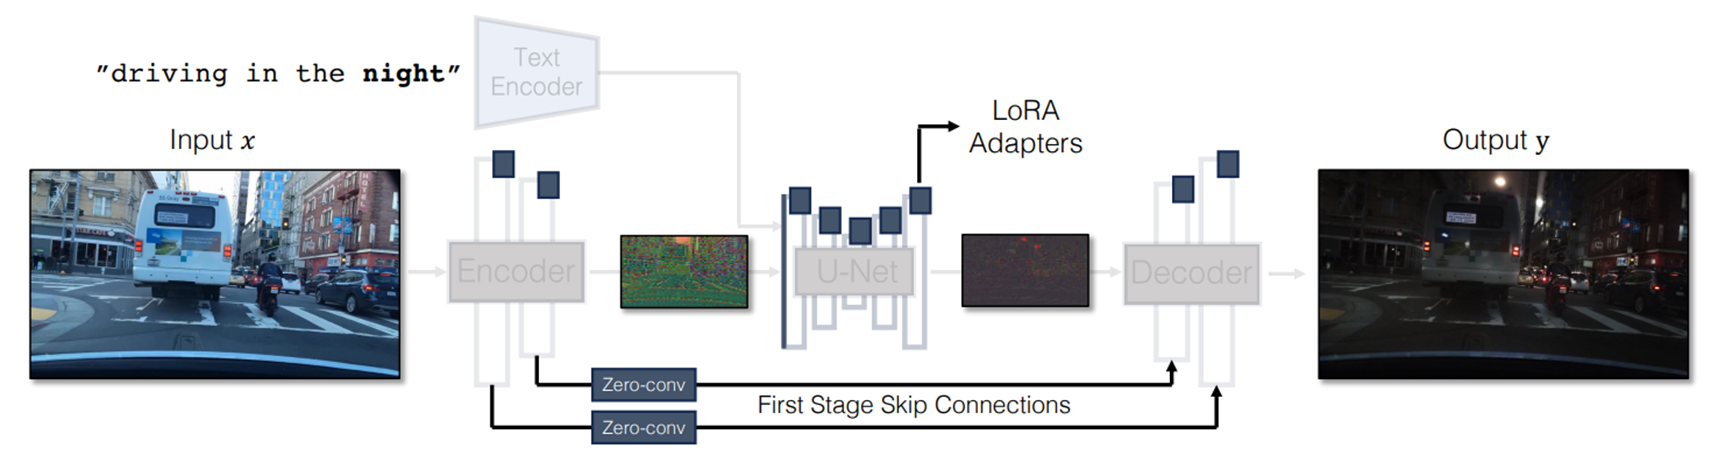 "driving in the night"
Text
Encoder
Input x
LoRA
Adapters
Output y
Encoder
U-Net
Decoder
Zero-conv
First Stage Skip Connections
Zero-conv